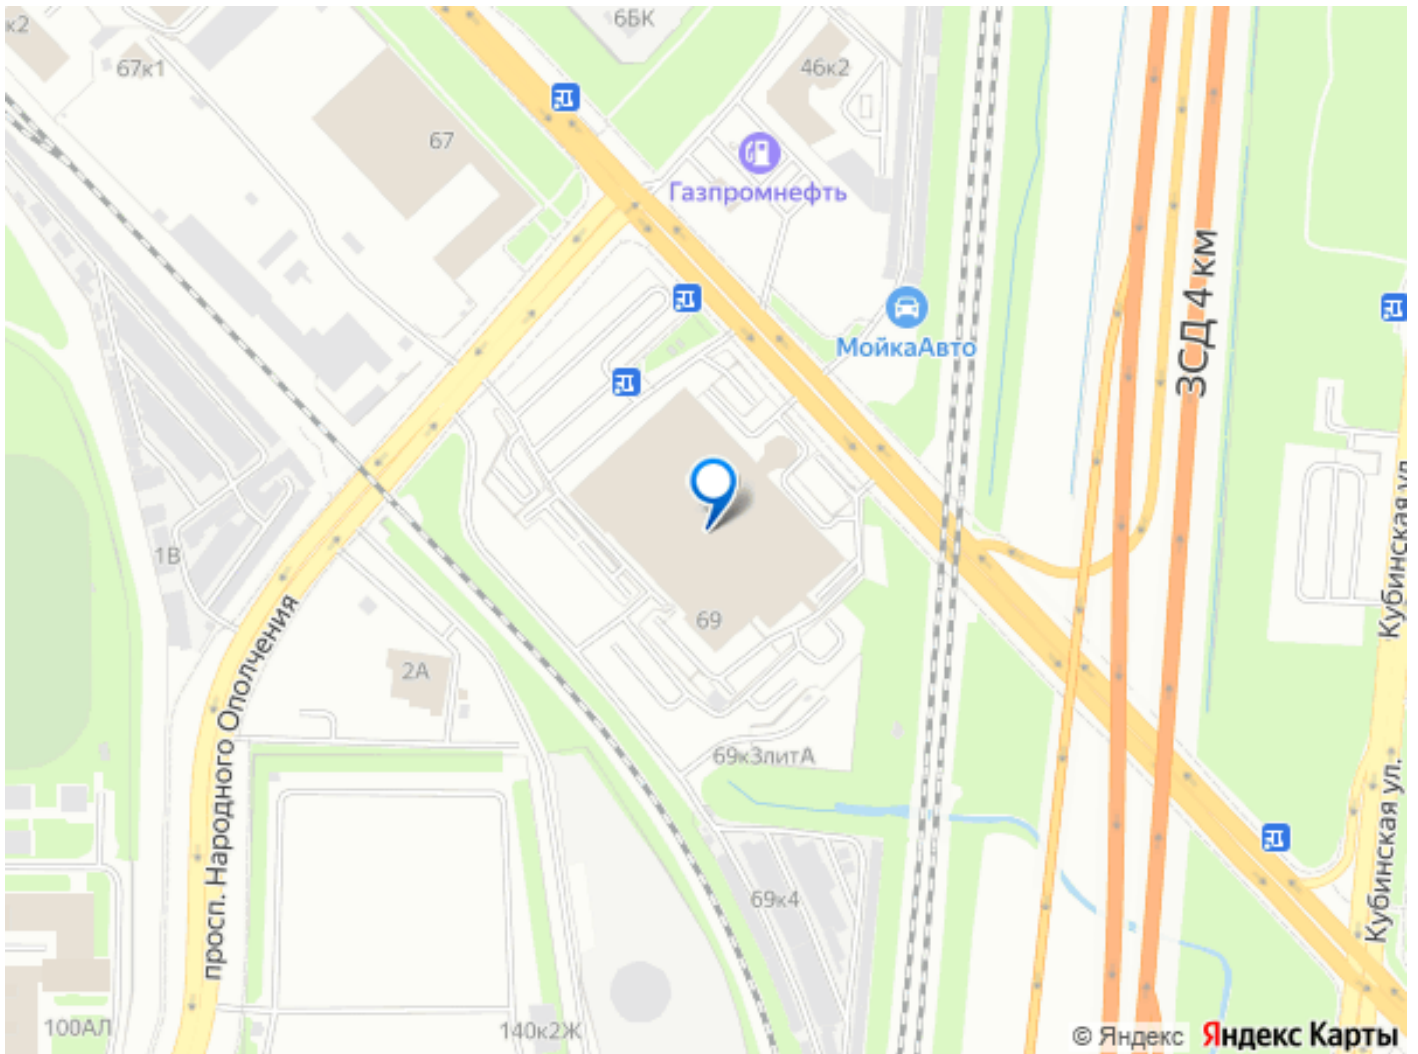 к2
6БК
67к1
46к2
67
Газпромнефть
ЗСД 4 км
МойкаАвто
1В
Кубинская ул.
69
просп. Народного Ополчения
2А
69к3литА
Кубинская ул.
69к4
100АЛ
140к2Ж
© Яндекс Яндекс Карты